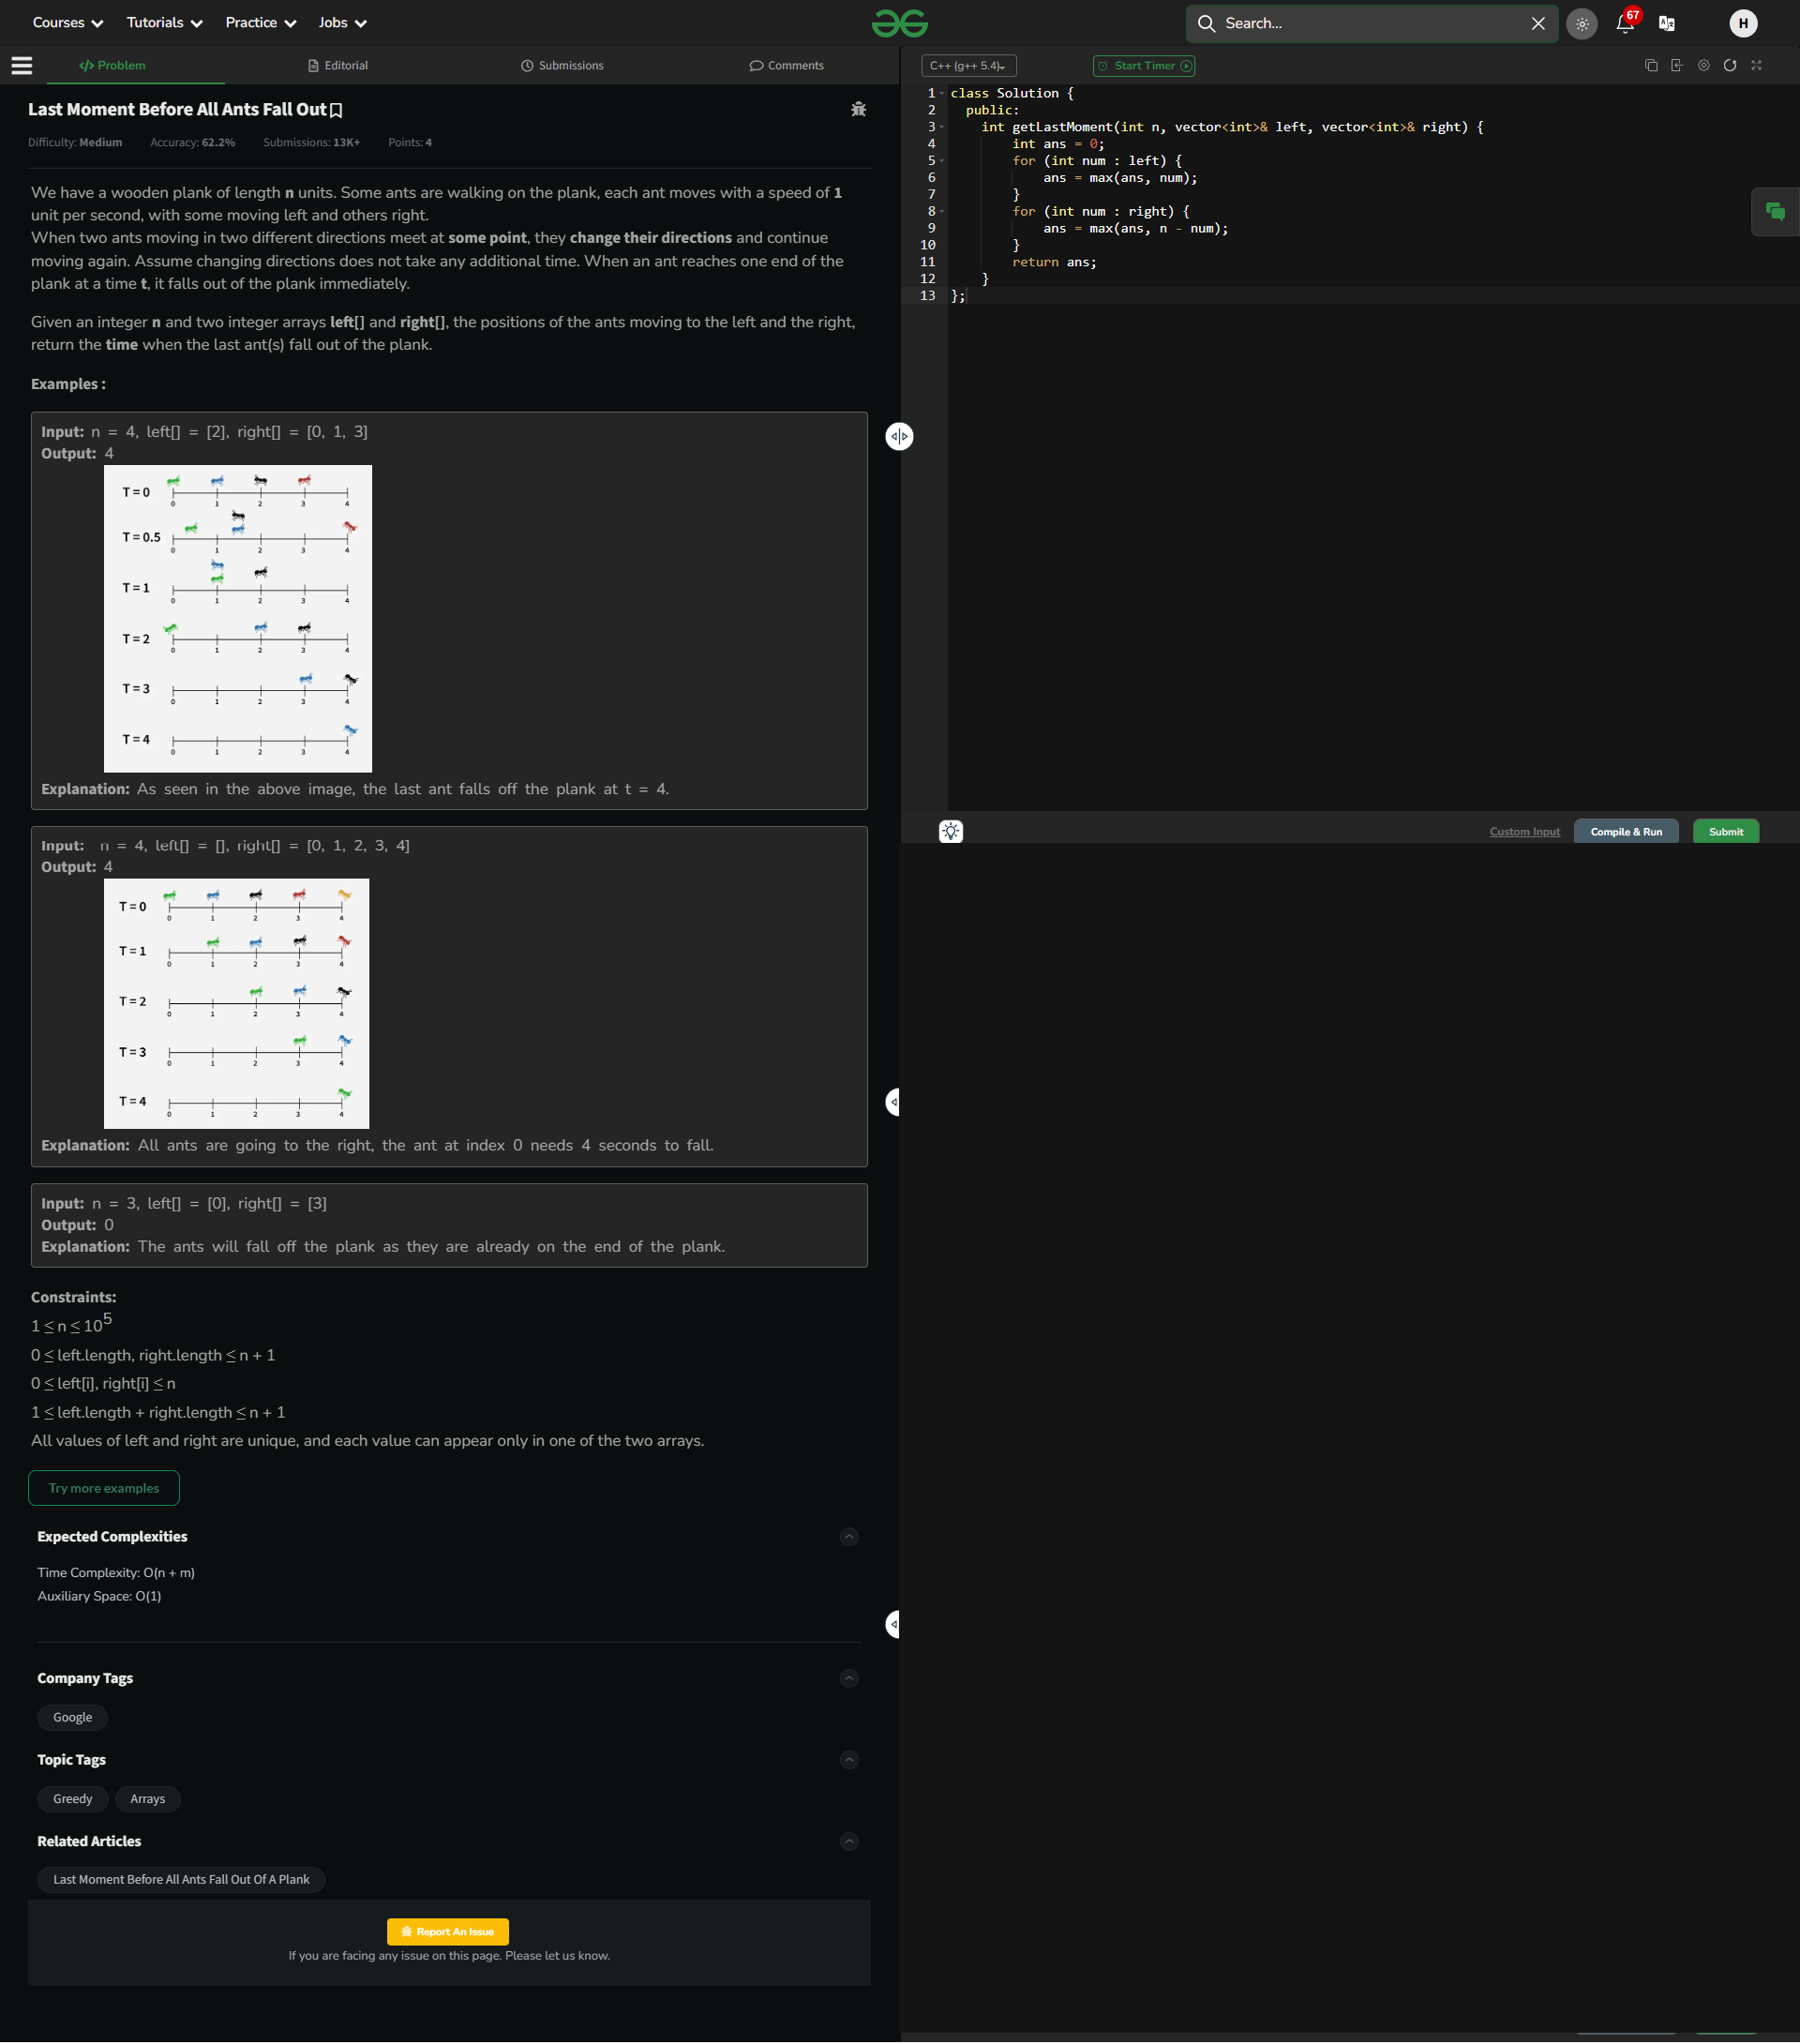 Courses Tutorials Practice Jobs
Search...
67
H
Problem Editorial Submissions Comments
Last Moment Before All Ants Fall Out
Difficulty: Medium Accuracy: 62.2% Submissions: 13K+ Points: 4
We have a wooden plank of length n units. Some ants are walking on the plank, each ant moves with a speed of 1
unit per second, with some moving left and others right.
When two ants moving in two different directions meet at some point, they change their directions and continue
moving again. Assume changing directions does not take any additional time. When an ant reaches one end of the
plank at a time t, it falls out of the plank immediately.
Given an integer n and two integer arrays left[] and right[], the positions of the ants moving to the left and the right,
return the time when the last ant(s) fall out of the plank.
Examples :
Input: n = 4, left[] = [2], right[] = [0, 1, 3]
Output: 4
T = 0
0 1 2 3 4
T = 0.5
0 1 2 3 4
T = 1
0 1 2 3 4
T = 2
0 1 2 3 4
T = 3
0 1 2 3 4
T = 4
0 1 2 3 4
Explanation: As seen in the above image, the last ant falls off the plank at t = 4.
Input: n = 4, left[] = [], right[] = [0, 1, 2, 3, 4]
Output: 4
T = 0
0 1 2 3 4
T = 1
0 1 2 3 4
T = 2
0 1 2 3 4
T = 3
0 1 2 3 4
T = 4
0 1 2 3 4
Explanation: All ants are going to the right, the ant at index 0 needs 4 seconds to fall.
Input: n = 3, left[] = [0], right[] = [3]
Output: 0
Explanation: The ants will fall off the plank as they are already on the end of the plank.
Constraints:
1 ≤ n ≤ 10^5
0 ≤ left.length, right.length ≤ n + 1
0 ≤ left[i], right[i] ≤ n
1 ≤ left.length + right.length ≤ n + 1
All values of left and right are unique, and each value can appear only in one of the two arrays.
Try more examples
Expected Complexities
Time Complexity: O(n + m)
Auxiliary Space: O(1)
Company Tags
Google
Topic Tags
Greedy Arrays
Related Articles
Last Moment Before All Ants Fall Out Of A Plank
Report An Issue
If you are facing any issue on this page. Please let us know.
C++ (g++ 5.4) Start Timer
1 class Solution {
2 public:
3 int getLastMoment(int n, vector<int>& left, vector<int>& right) {
4 int ans = 0;
5 for (int num : left) {
6 ans = max(ans, num);
7 }
8 for (int num : right) {
9 ans = max(ans, n - num);
10 }
11 return ans;
12 }
13 };
Custom Input Compile & Run Submit